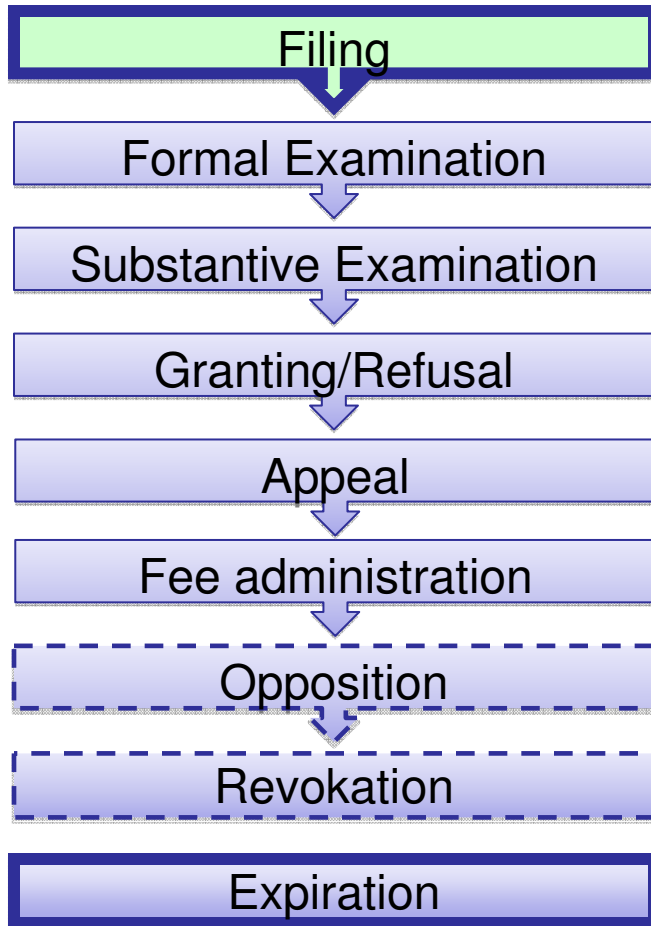 Filing
Formal Examination
Substantive Examination
Granting/Refusal
Appeal
Fee administration
Opposition
Revokation
Expiration